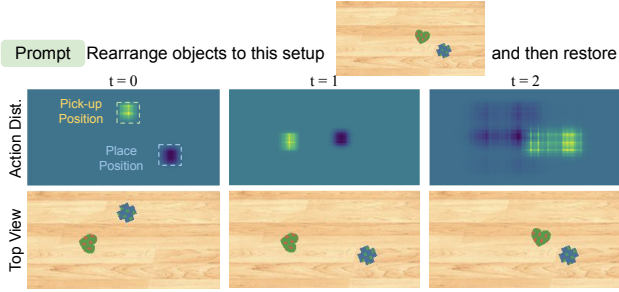 Prompt Rearrange objects to this setup and then restore
t = 0 t = 1 t = 2
Action Dist.
Pick-up
Position
Place
Position
Top View